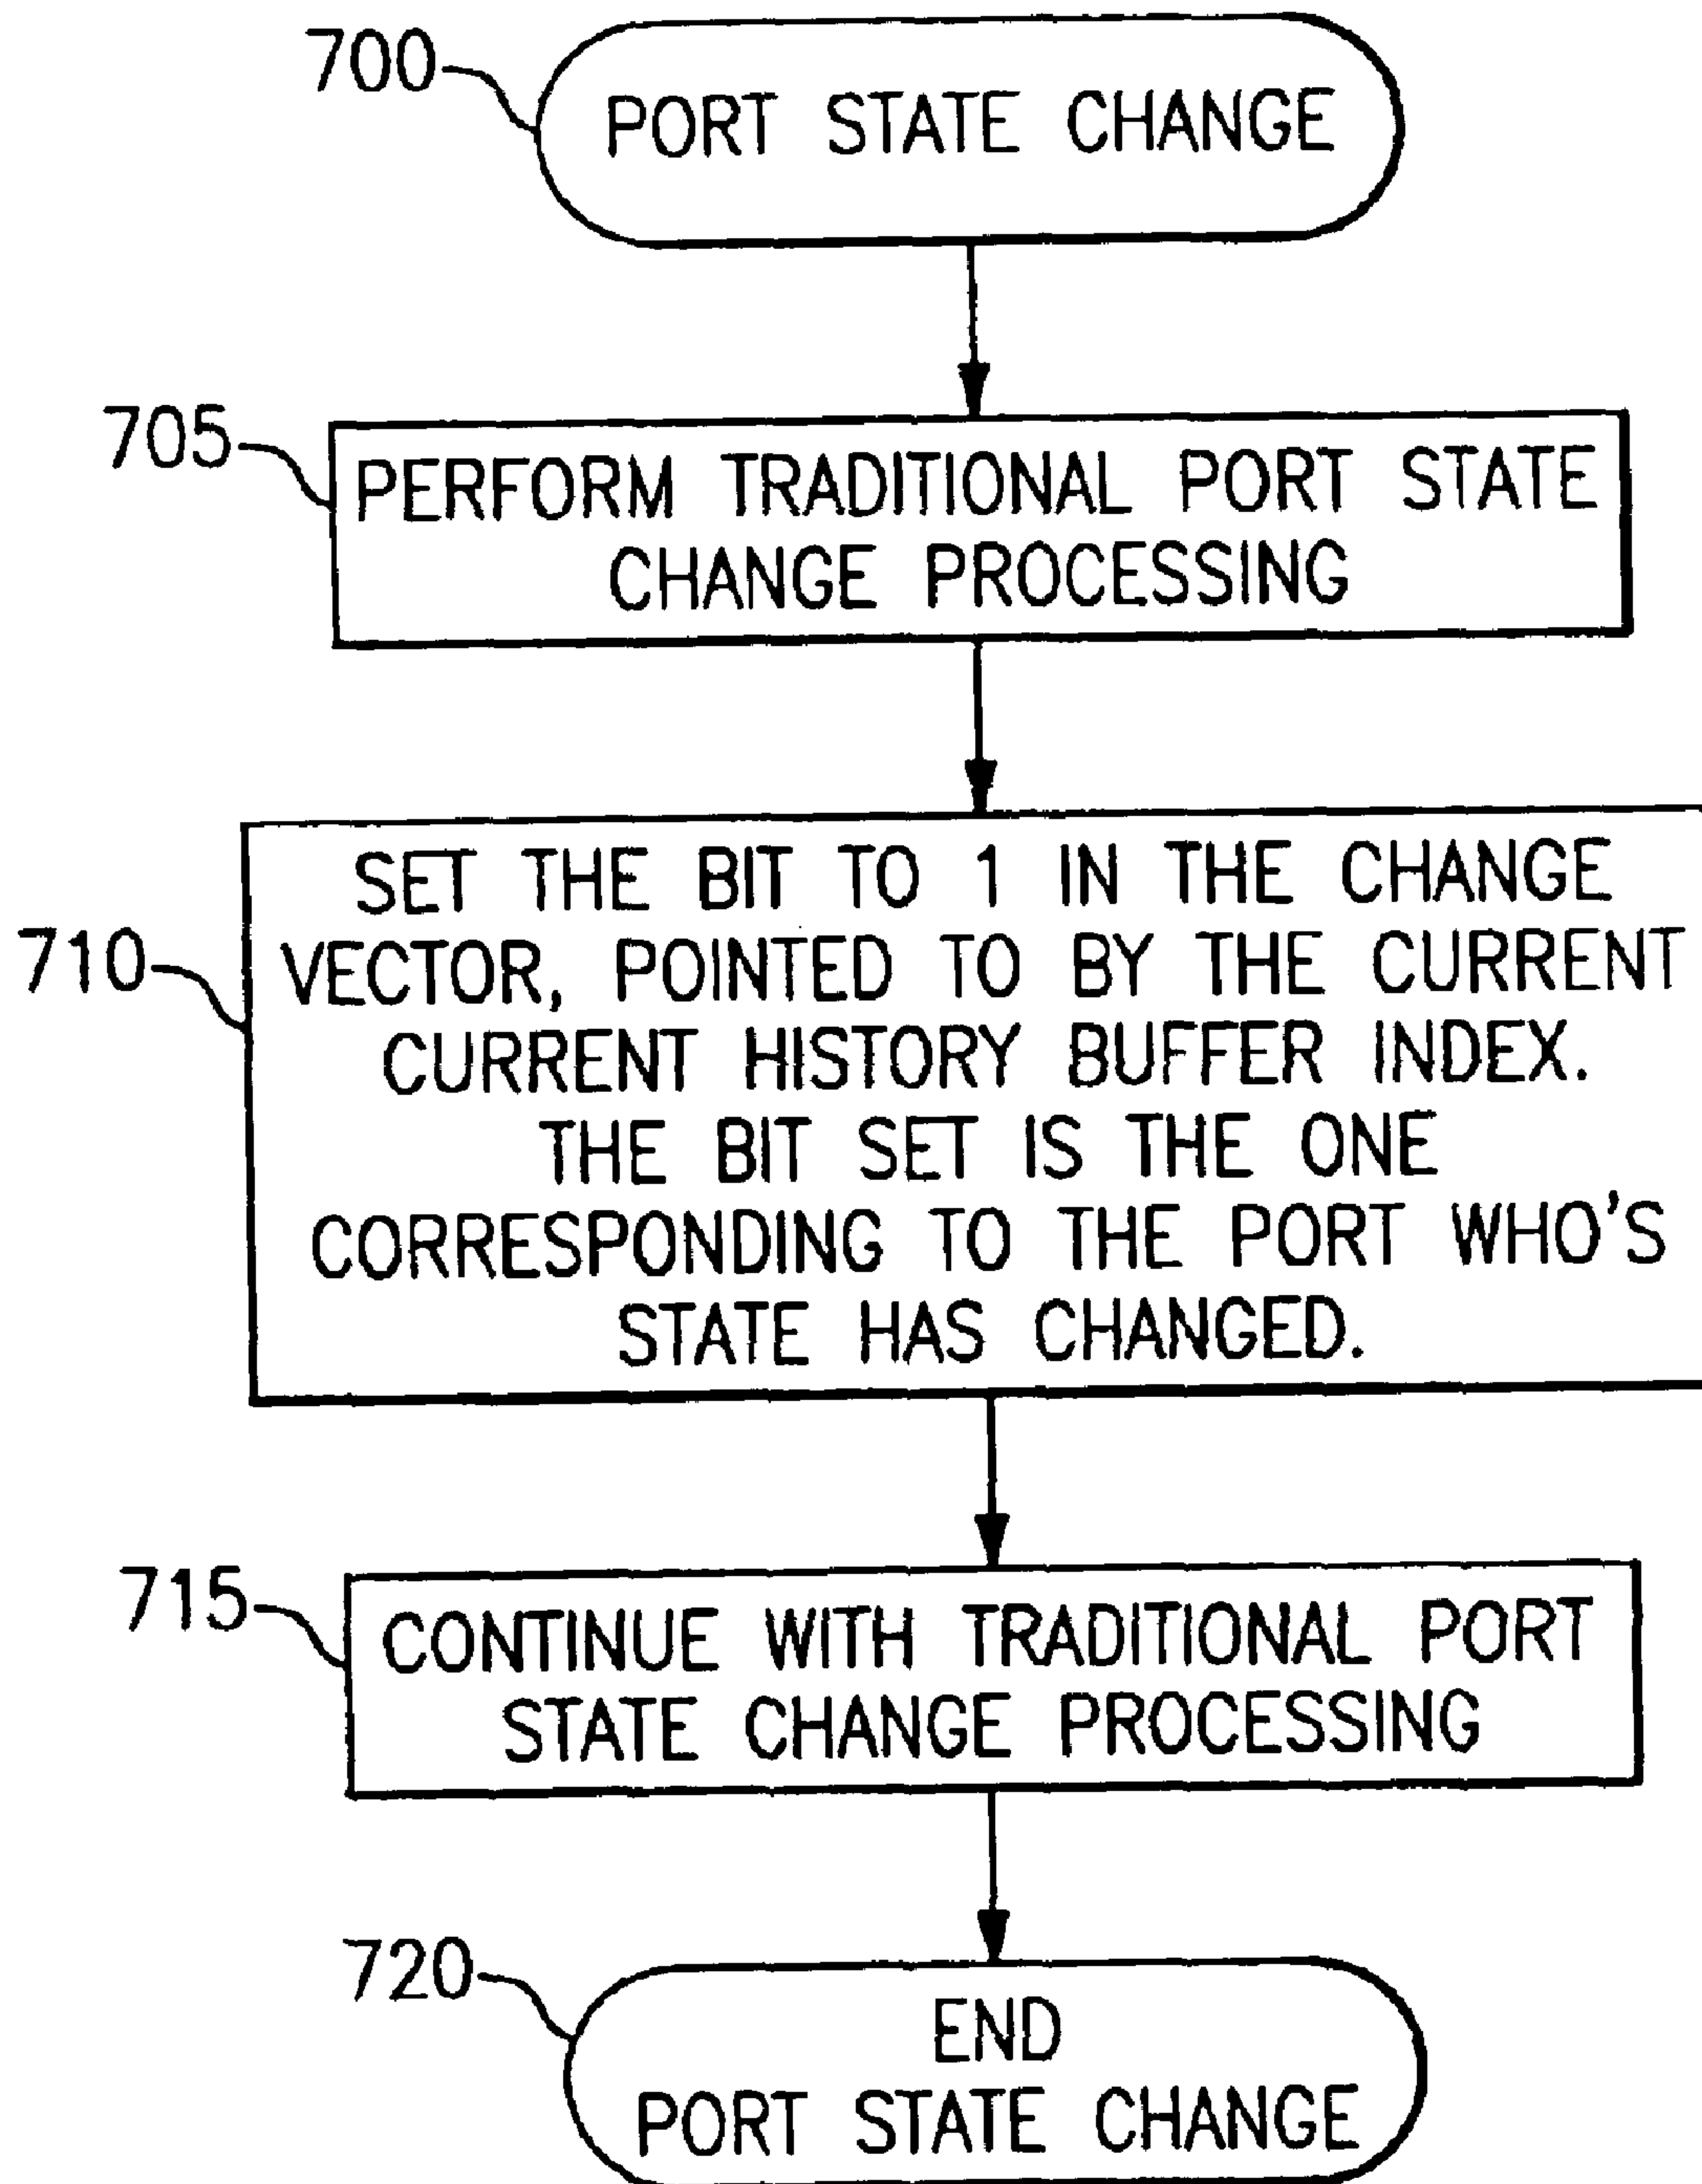 700
PORT STATE CHANGE
705
PERFORM TRADITIONAL PORT STATE
CHANGE PROCESSING
710
SET THE BIT TO 1 IN THE CHANGE
VECTOR, POINTED TO BY THE CURRENT
CURRENT HISTORY BUFFER INDEX.
THE BIT SET IS THE ONE
CORRESPONDING TO THE PORT WHO'S
STATE HAS CHANGED.
715
CONTINUE WITH TRADITIONAL PORT
STATE CHANGE PROCESSING
720
END
PORT STATE CHANGE